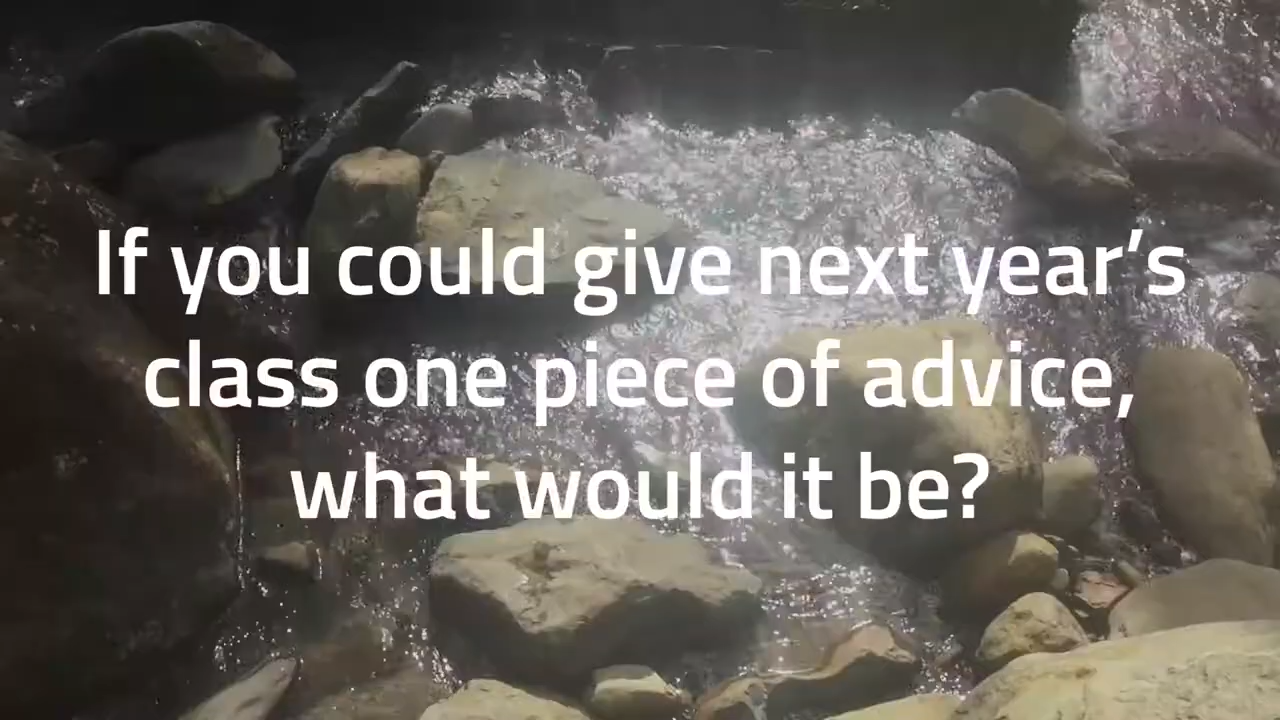 If you could give next year’s
class one piece of advice,
what would it be?